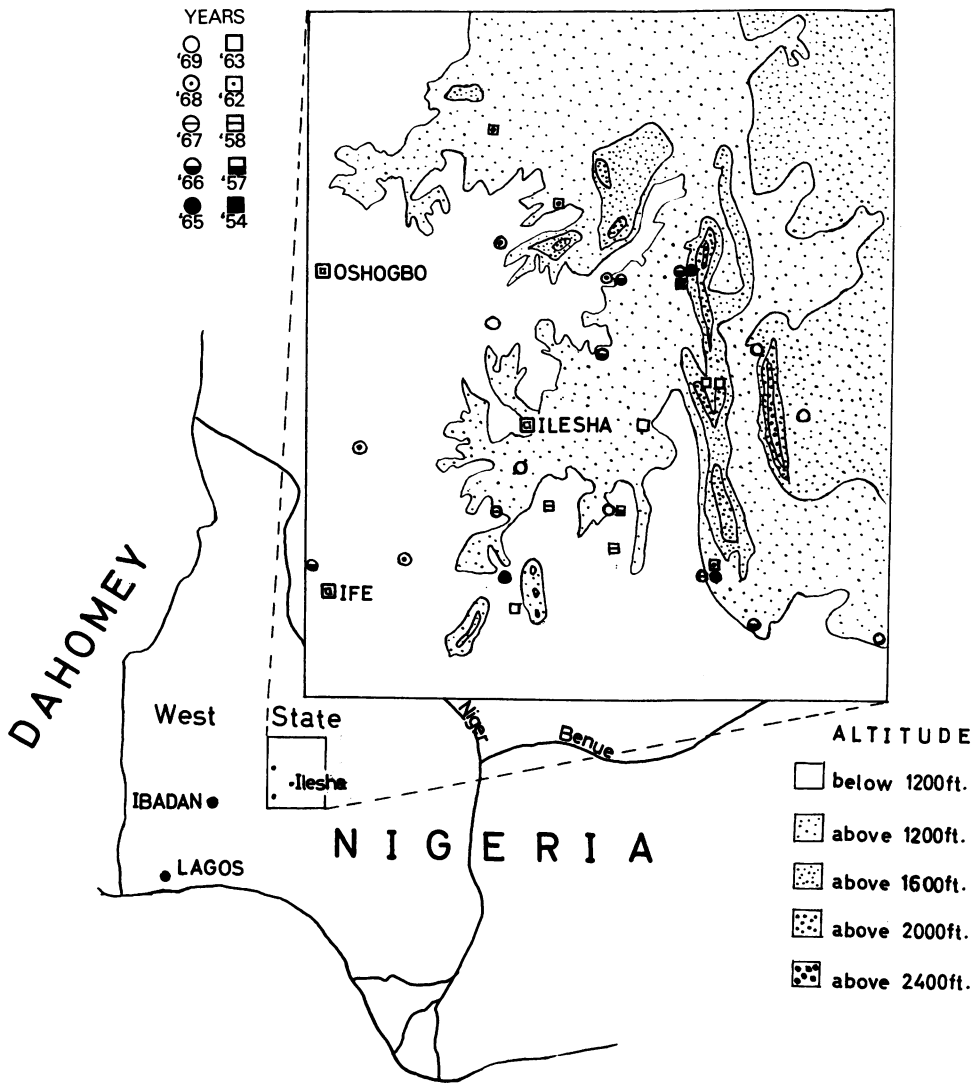 YEARS
'69 '63
'68 '62
'67 '58
'66 '57
'65 '54
OSHOGBO
ILESHA
IFE
DAHOMEY
West State
Niger
Benue
Ilesha
IBADAN
NIGERIA
LAGOS
ALTITUDE
below 1200ft.
above 1200ft.
above 1600ft.
above 2000ft.
above 2400ft.